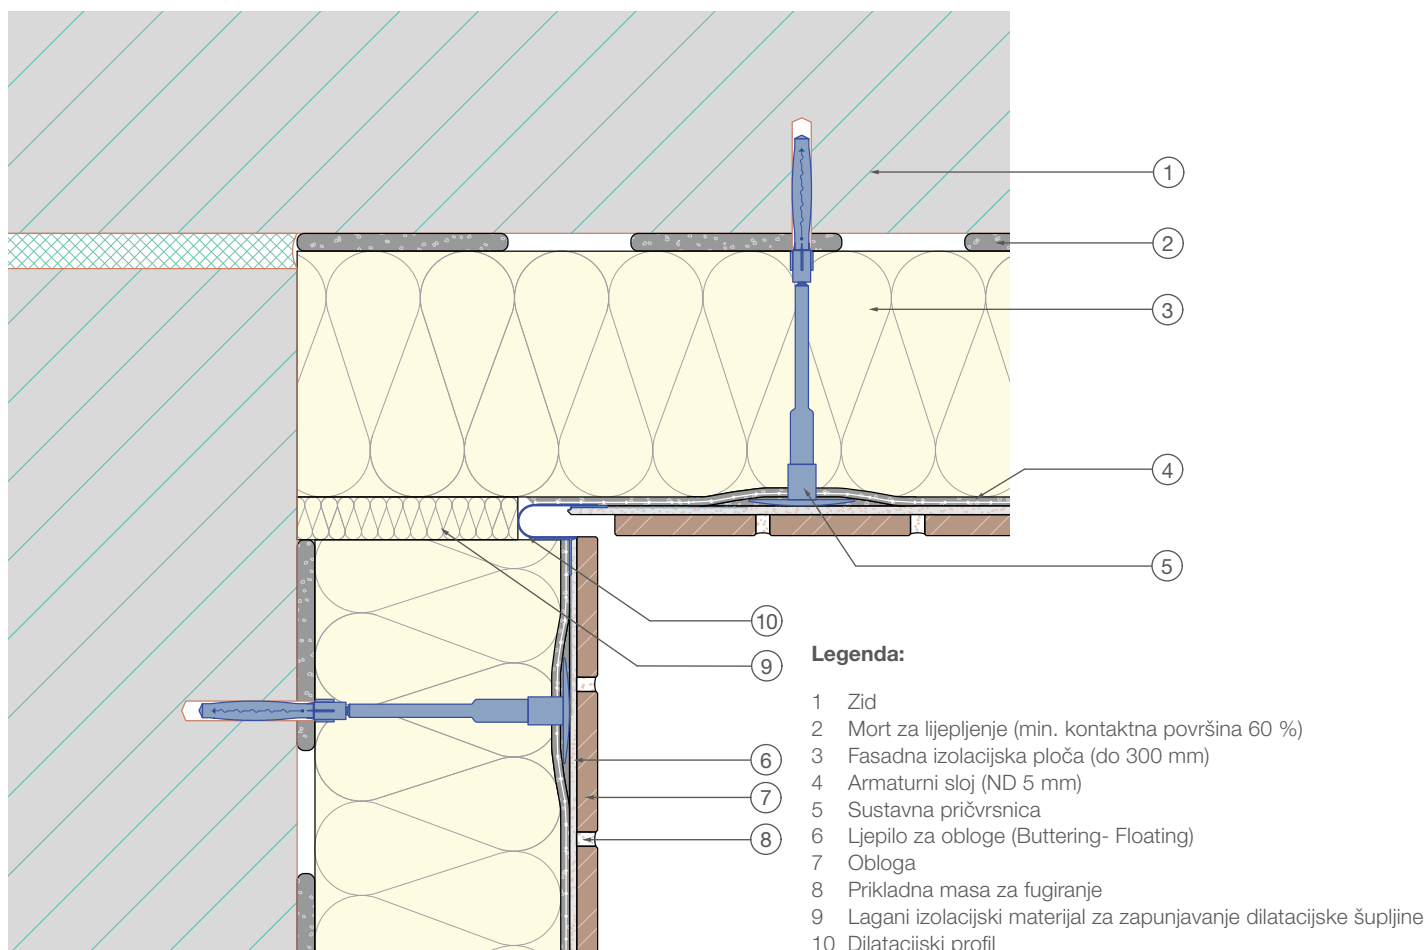 1
2
3
4
5
10
9
6
7
8
Legenda:
1 Zid
2 Mort za lijepljenje (min. kontaktna površina 60 %)
3 Fasadna izolacijska ploča (do 300 mm)
4 Armaturni sloj (ND 5 mm)
5 Sustavna pričvrsnica
6 Ljepilo za obloge (Buttering- Floating)
7 Obloga
8 Prikladna masa za fugiranje
9 Lagani izolacijski materijal za zapunjavanje dilatacijske šupljine
10 Dilatacijski profil